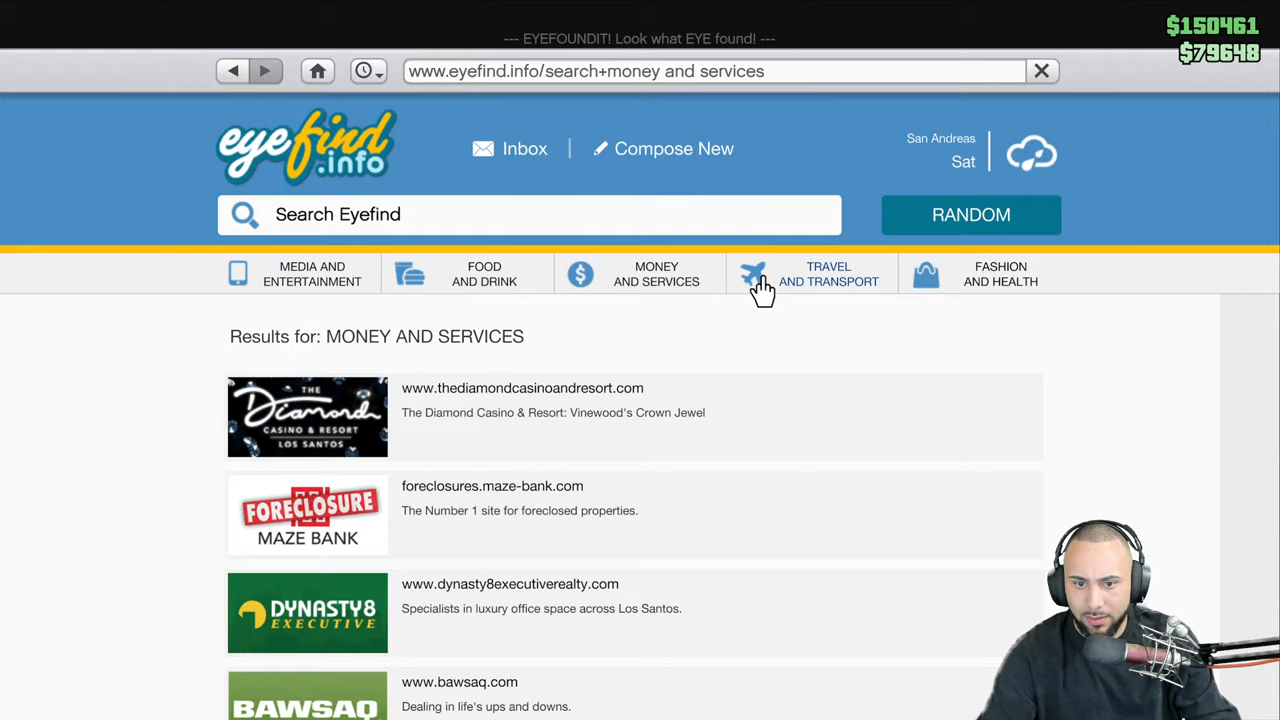 $150461
--- EYEFOUNDIT! Look what EYE found! ---
$79648
www.eyefind.info/search+money and services
eyefind
.info
Inbox
Compose New
San Andreas
Sat
Search Eyefind
RANDOM
MEDIA AND
ENTERTAINMENT
FOOD
AND DRINK
MONEY
AND SERVICES
TRAVEL
AND TRANSPORT
FASHION
AND HEALTH
Results for: MONEY AND SERVICES
THE
Diamond
CASINO & RESORT
LOS SANTOS
www.thediamondcasinoandresort.com
The Diamond Casino & Resort: Vinewood's Crown Jewel
FORECLOSURE
MAZE BANK
foreclosures.maze-bank.com
The Number 1 site for foreclosed properties.
DYNASTY8
EXECUTIVE
www.dynasty8executiverealty.com
Specialists in luxury office space across Los Santos.
BAWSAQ
www.bawsaq.com
Dealing in life's ups and downs.